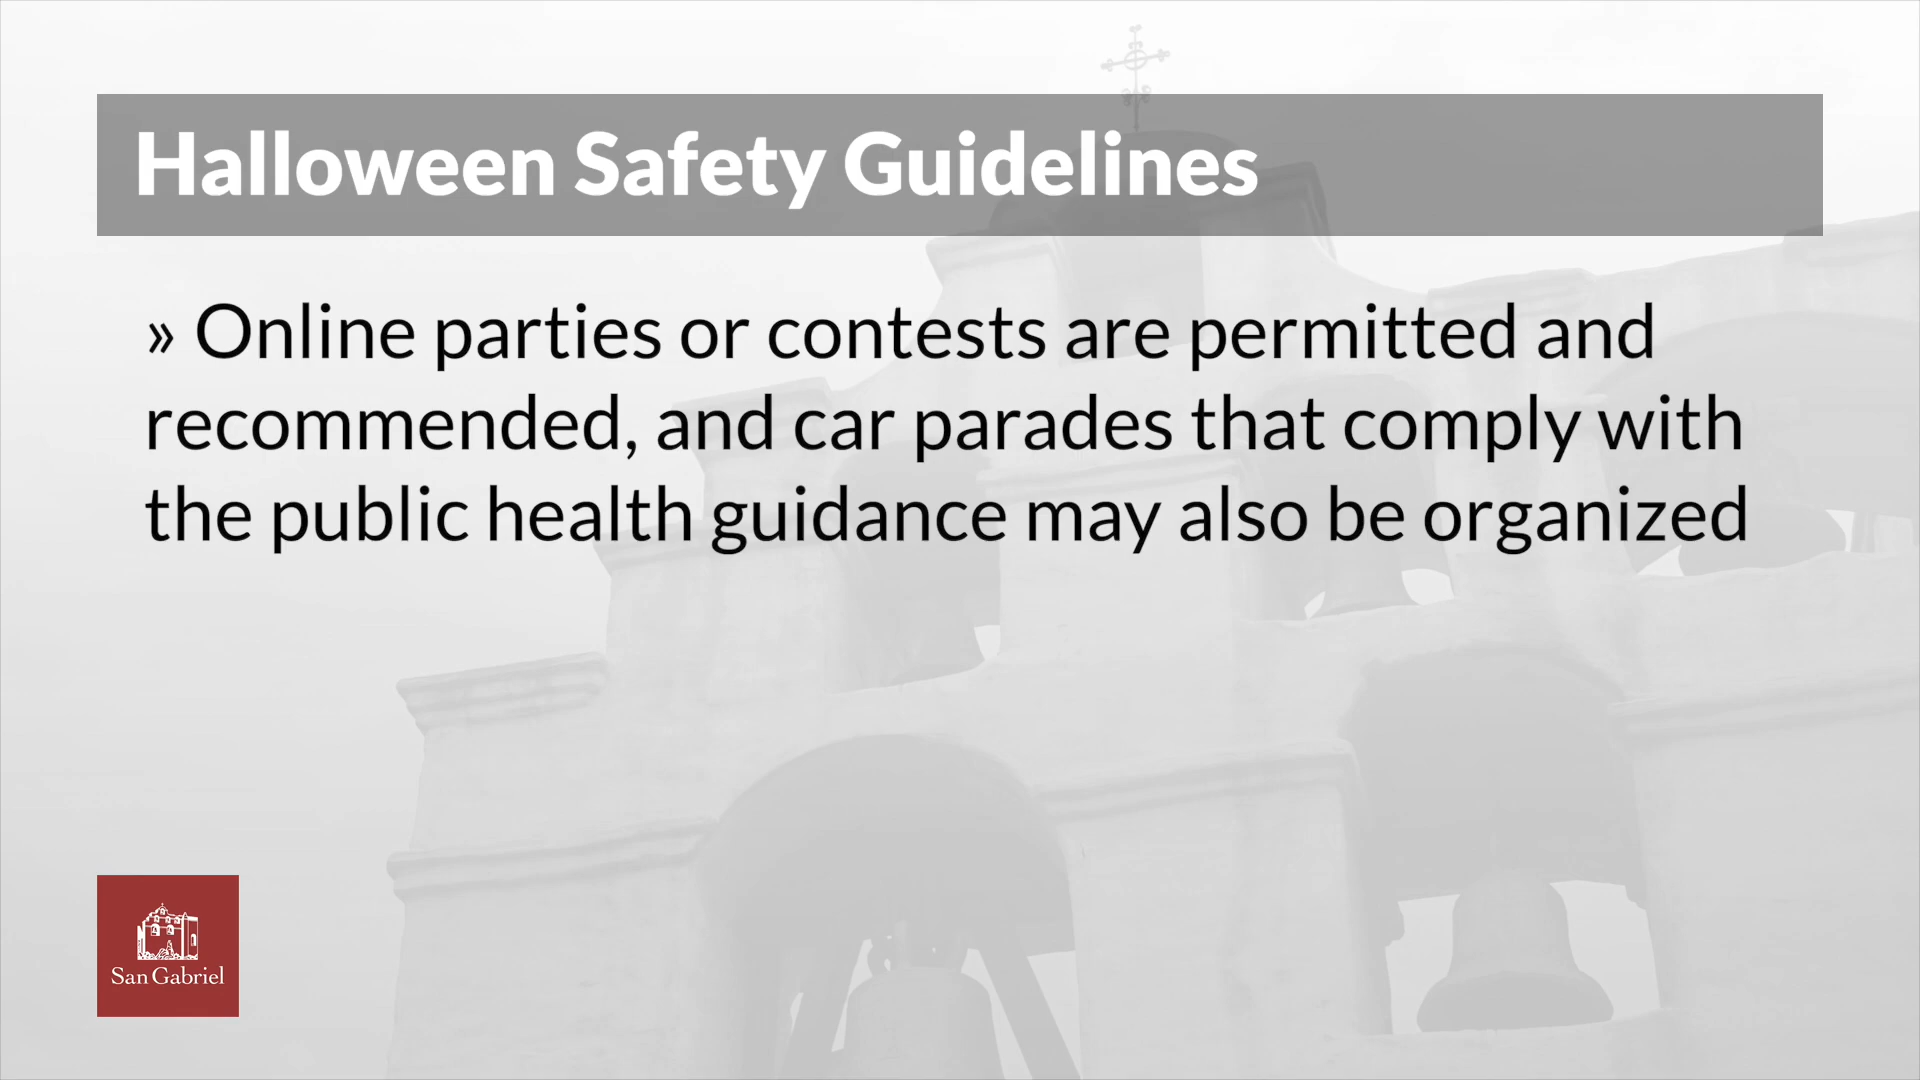 Halloween Safety Guidelines
» Online parties or contests are permitted and
recommended, and car parades that comply with
the public health guidance may also be organized
San Gabriel